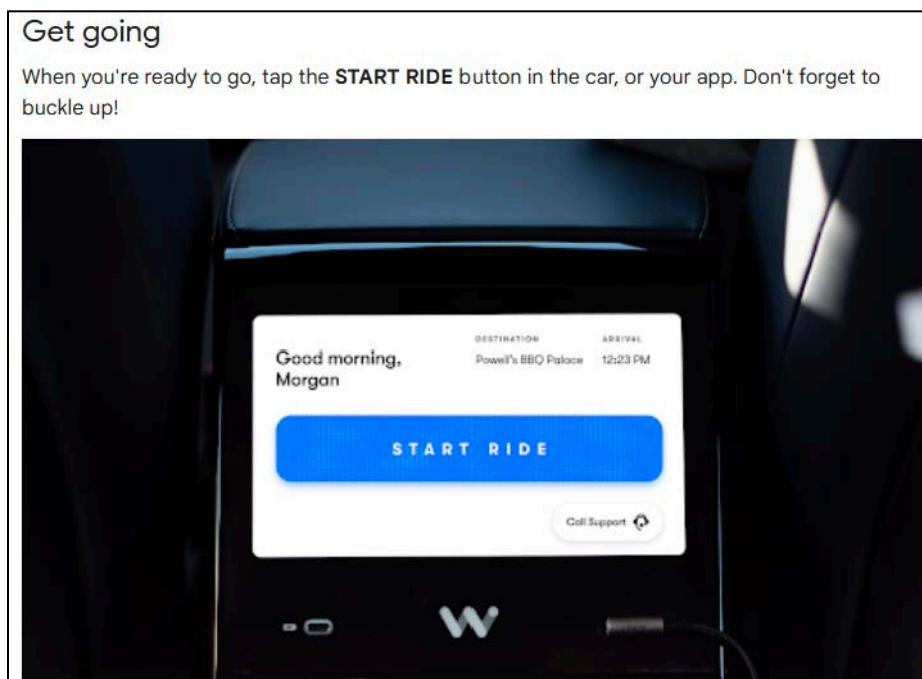 Get going
When you're ready to go, tap the START RIDE button in the car, or your app. Don't forget to
buckle up!
Good morning,
Morgan
DESTINATION
Powell's BBQ Palace
ARRIVAL
12:23 PM
START RIDE
Call Support